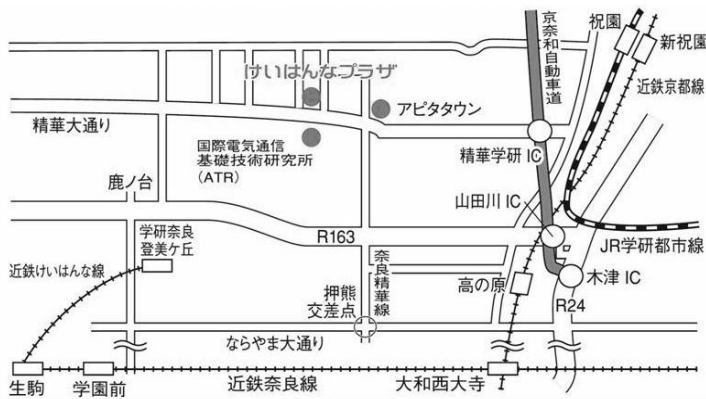 京奈和自動車道
祝園
新祝園
近鉄京都線
けいはんなプラザ
アピタタウン
精華大通り
国際電気通信
基礎技術研究所
(ATR)
精華学研 IC
鹿ノ台
山田川 IC
学研奈良
登美ケ丘
R163
JR学研都市線
近鉄けいはんな線
奈良精華線
高の原
木津 IC
押熊
交差点
R24
ならやま大通り
生駒
学園前
近鉄奈良線
大和西大寺